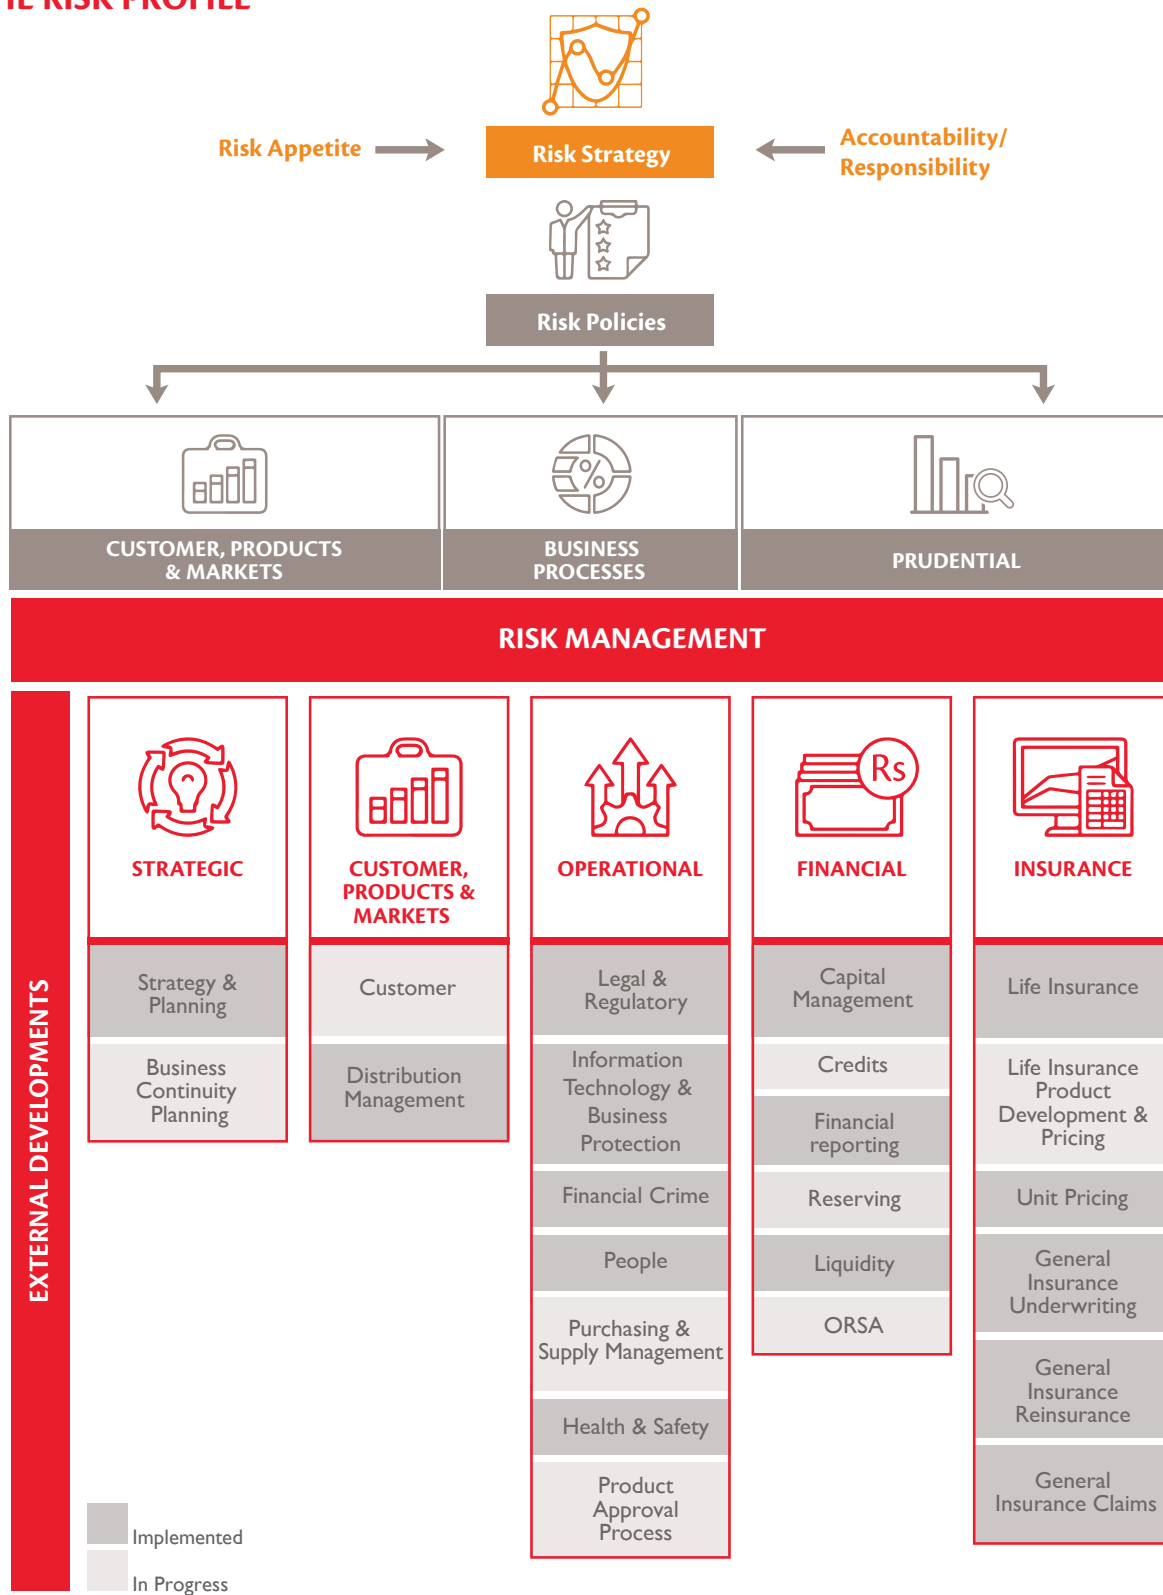 RISK PROFILE
Risk Appetite
Risk Strategy
Accountability/
Responsibility
Risk Policies
CUSTOMER, PRODUCTS
& MARKETS
BUSINESS
PROCESSES
PRUDENTIAL
RISK MANAGEMENT
EXTERNAL DEVELOPMENTS
STRATEGIC
Strategy &
Planning
Business
Continuity
Planning
CUSTOMER,
PRODUCTS &
MARKETS
Customer
Distribution
Management
OPERATIONAL
Legal &
Regulatory
Information
Technology &
Business
Protection
Financial Crime
People
Purchasing &
Supply Management
Health & Safety
Product
Approval
Process
Rs
FINANCIAL
Capital
Management
Credits
Financial
reporting
Reserving
Liquidity
ORSA
INSURANCE
Life Insurance
Life Insurance
Product
Development &
Pricing
Unit Pricing
General
Insurance
Underwriting
General
Insurance
Reinsurance
General
Insurance Claims
Implemented
In Progress